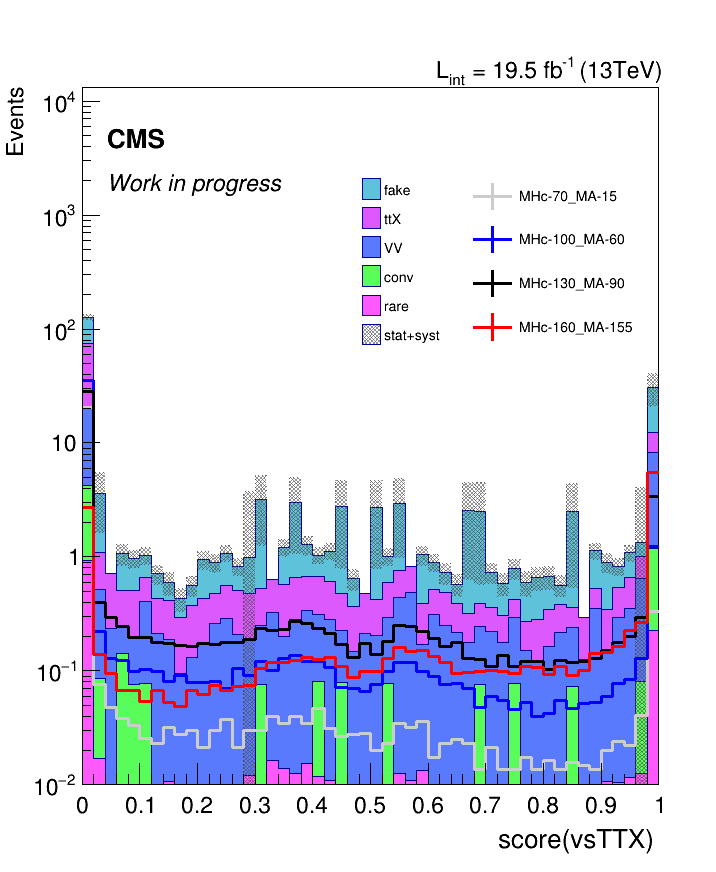 L_int = 19.5 fb^-1 (13TeV)
Events
10^4
CMS
Work in progress
fake
MHc-70_MA-15
10^3
ttX
VV
MHc-100_MA-60
conv
MHc-130_MA-90
rare
MHc-160_MA-155
10^2
stat+syst
10
1
10^-1
10^-2
0 0.1 0.2 0.3 0.4 0.5 0.6 0.7 0.8 0.9 1
score(vsTTX)